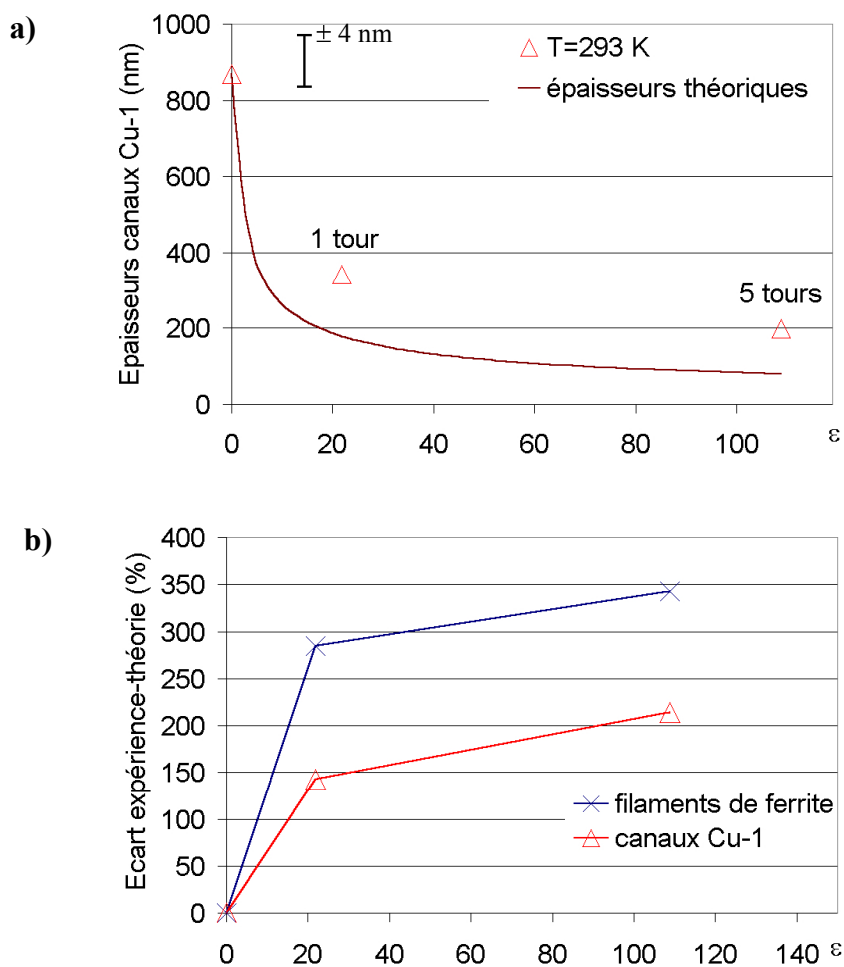 a)
Epaisseurs canaux Cu-1 (nm)
1000
800
600
400
200
0
± 4 nm
T=293 K
épaisseurs théoriques
1 tour
5 tours
0 20 40 60 80 100 ε
b)
Ecart expérience-théorie (%)
400
350
300
250
200
150
100
50
0
filaments de ferrite
canaux Cu-1
0 20 40 60 80 100 120 140 ε